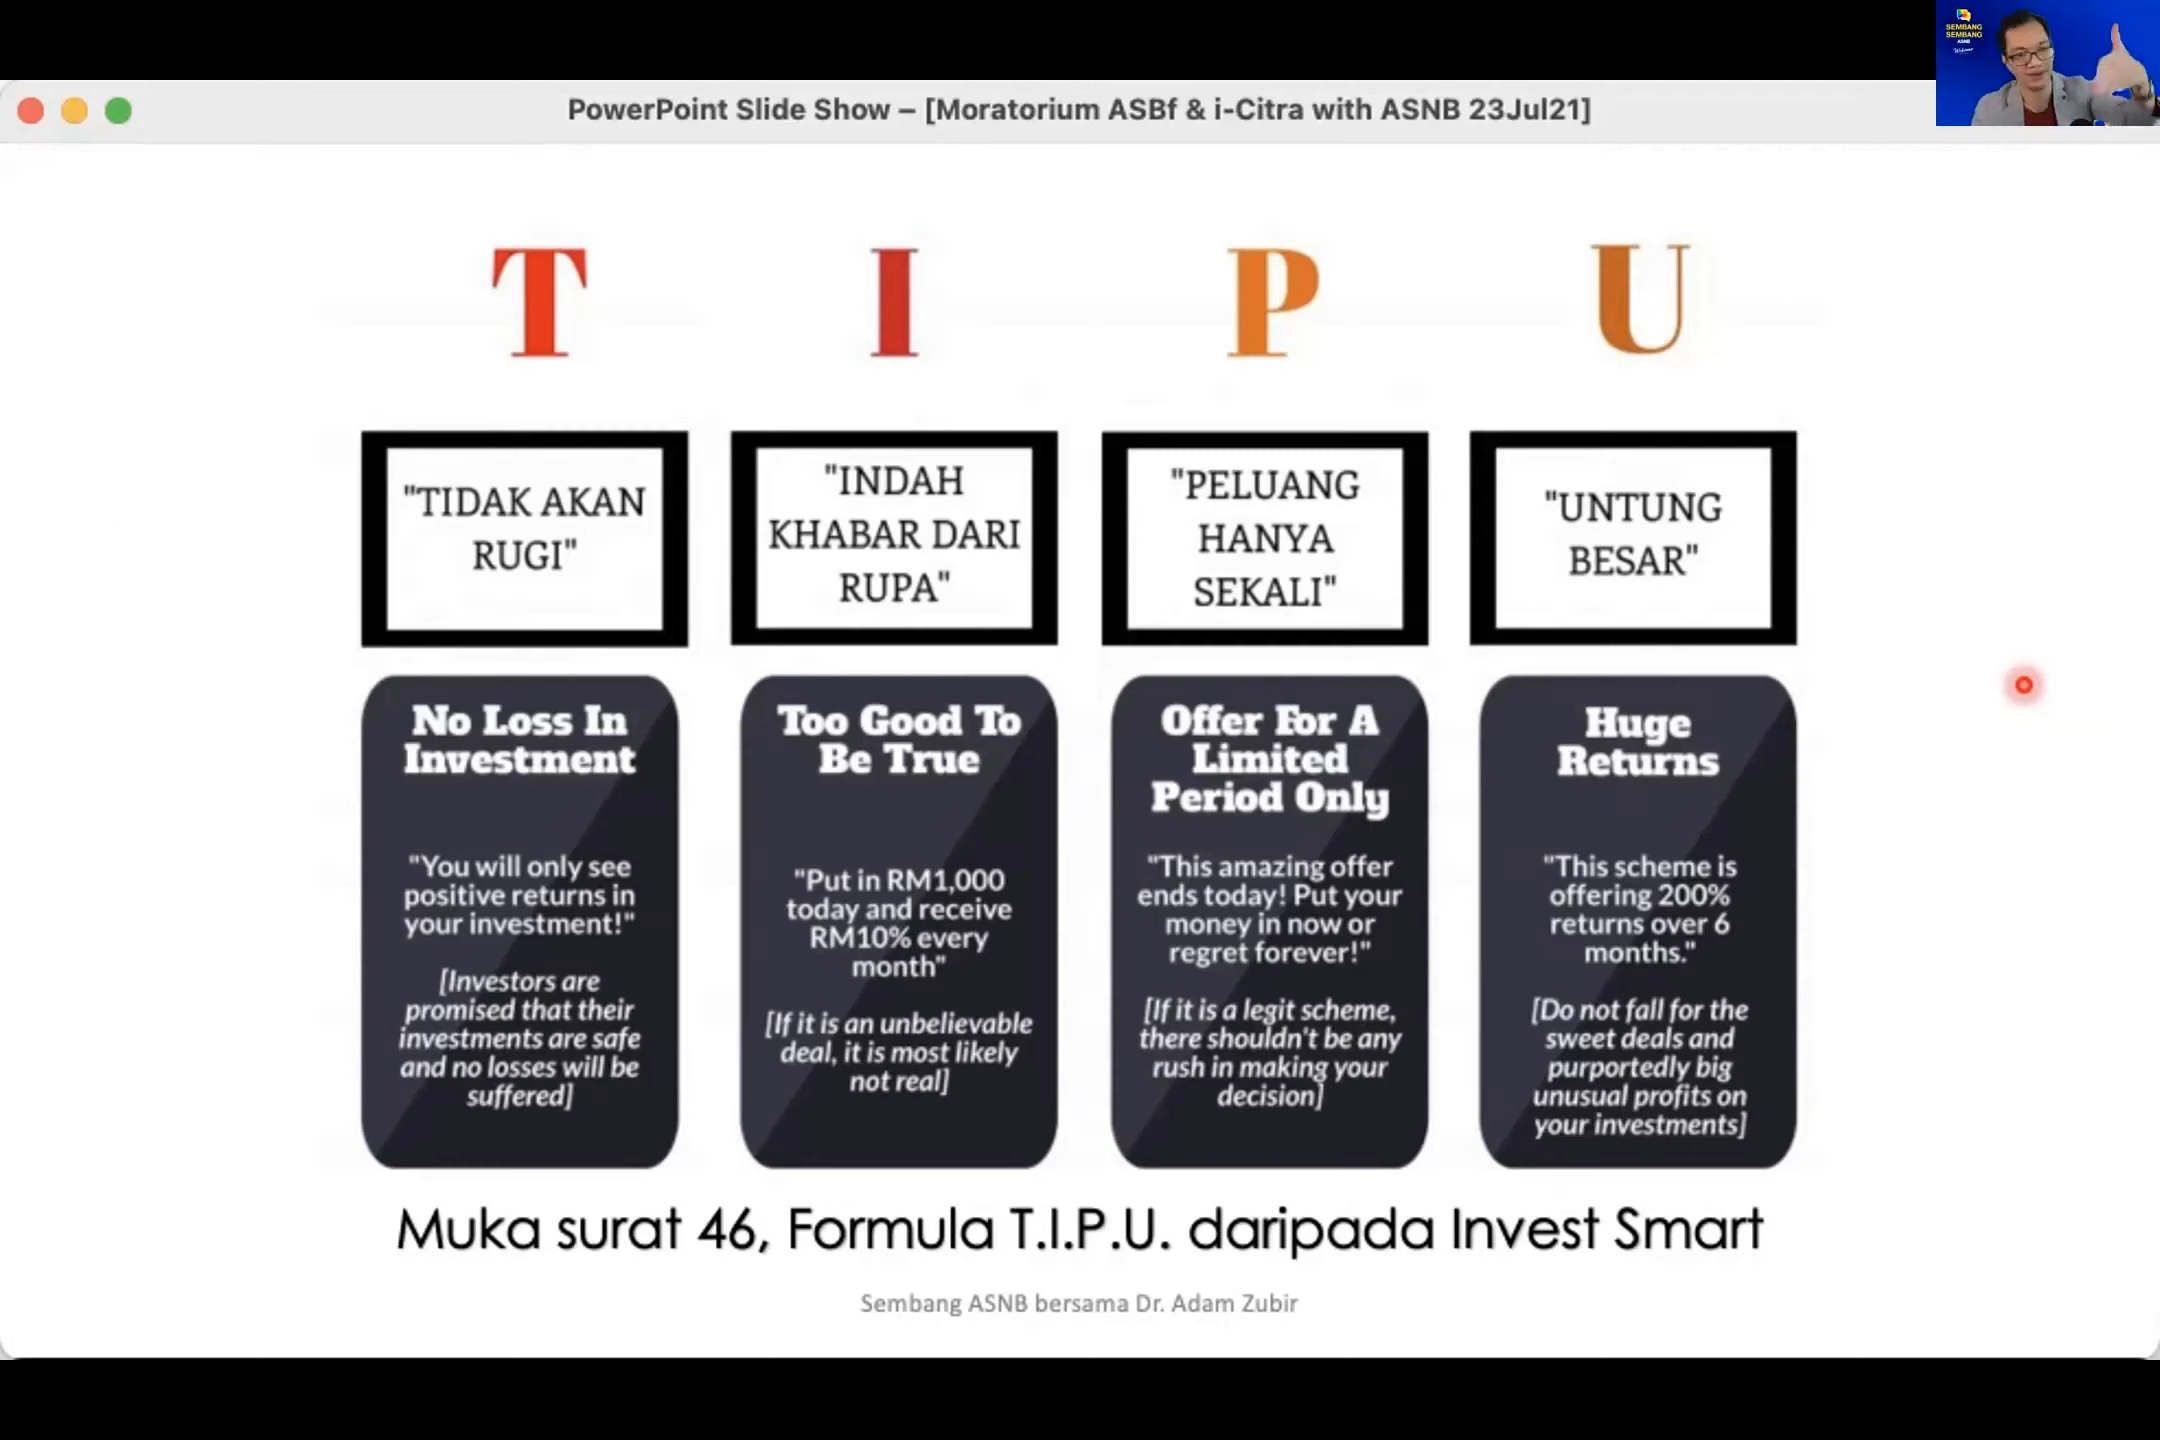 SEMBANG
SEMBANG
ASNB
Webinar
PowerPoint Slide Show – [Moratorium ASBf & i-Citra with ASNB 23Jul21]
T I P U
"TIDAK AKAN
RUGI"
"INDAH
KHABAR DARI
RUPA"
"PELUANG
HANYA
SEKALI"
"UNTUNG
BESAR"
No Loss In
Investment
"You will only see
positive returns in
your investment!"
[Investors are
promised that their
investments are safe
and no losses will be
suffered]
Too Good To
Be True
"Put in RM1,000
today and receive
RM10% every
month"
[If it is an unbelievable
deal, it is most likely
not real]
Offer For A
Limited
Period Only
"This amazing offer
ends today! Put your
money in now or
regret forever!"
[If it is a legit scheme,
there shouldn't be any
rush in making your
decision]
Huge
Returns
"This scheme is
offering 200%
returns over 6
months."
[Do not fall for the
sweet deals and
purportedly big
unusual profits on
your investments]
Muka surat 46, Formula T.I.P.U. daripada Invest Smart
Sembang ASNB bersama Dr. Adam Zubir